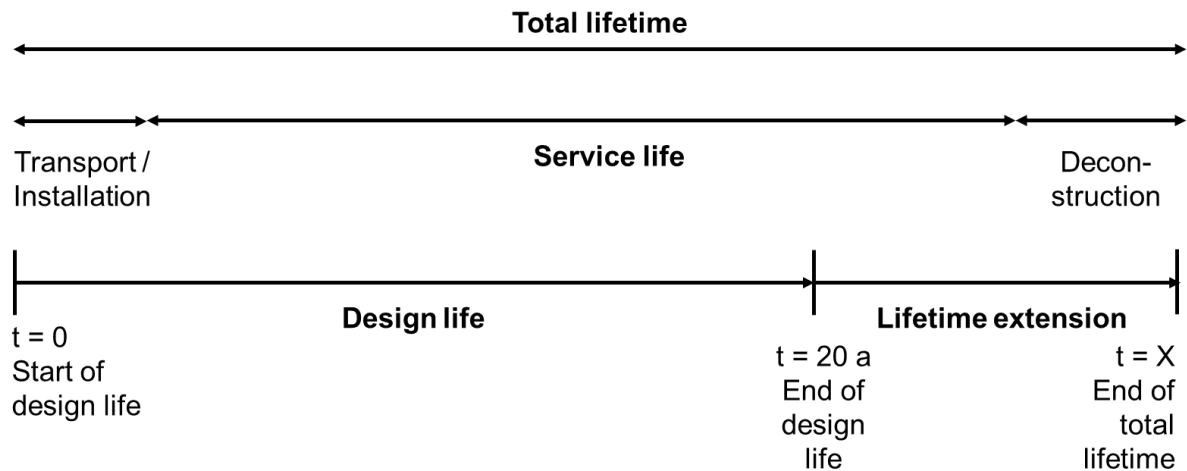 Total lifetime
Transport /
Installation
Service life
Decon-
struction
Design life
Lifetime extension
t = 0
Start of
design life
t = 20 a
End of
design
life
t = X
End of
total
lifetime